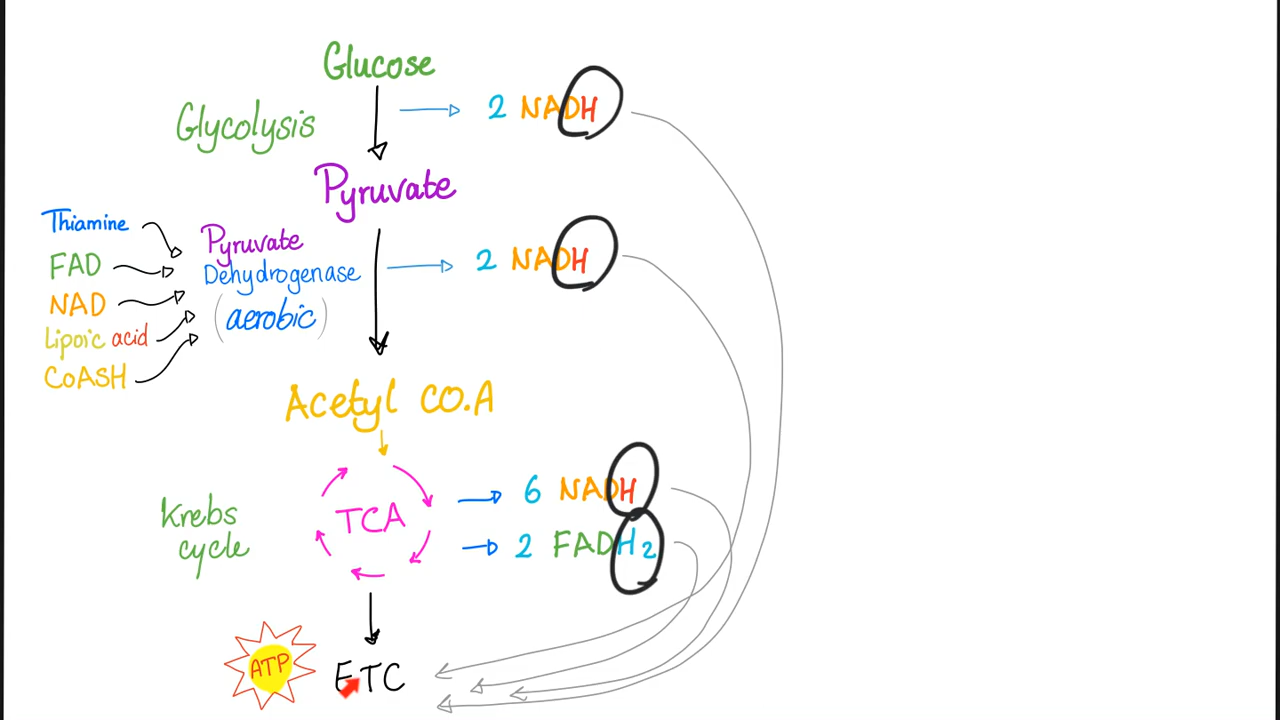 Glucose
Glycolysis
2 NADH
Pyruvate
Thiamine
FAD
NAD
Lipoic acid
CoASH
Pyruvate
Dehydrogenase
(aerobic)
2 NADH
Acetyl CO.A
Krebs
cycle
TCA
6 NADH
2 FADH2
ATP
ETC